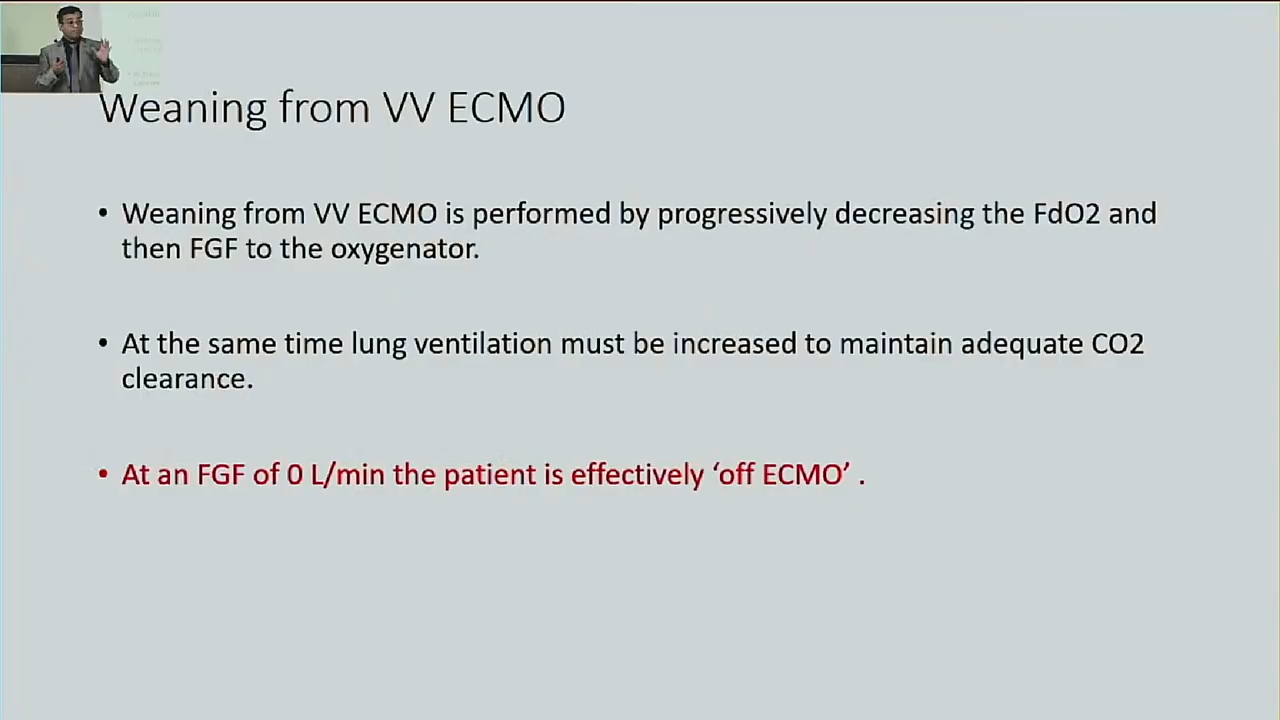 Weaning from VV ECMO
• Weaning from VV ECMO is performed by progressively decreasing the FdO2 and
then FGF to the oxygenator.
• At the same time lung ventilation must be increased to maintain adequate CO2
clearance.
• At an FGF of 0 L/min the patient is effectively ‘off ECMO’ .